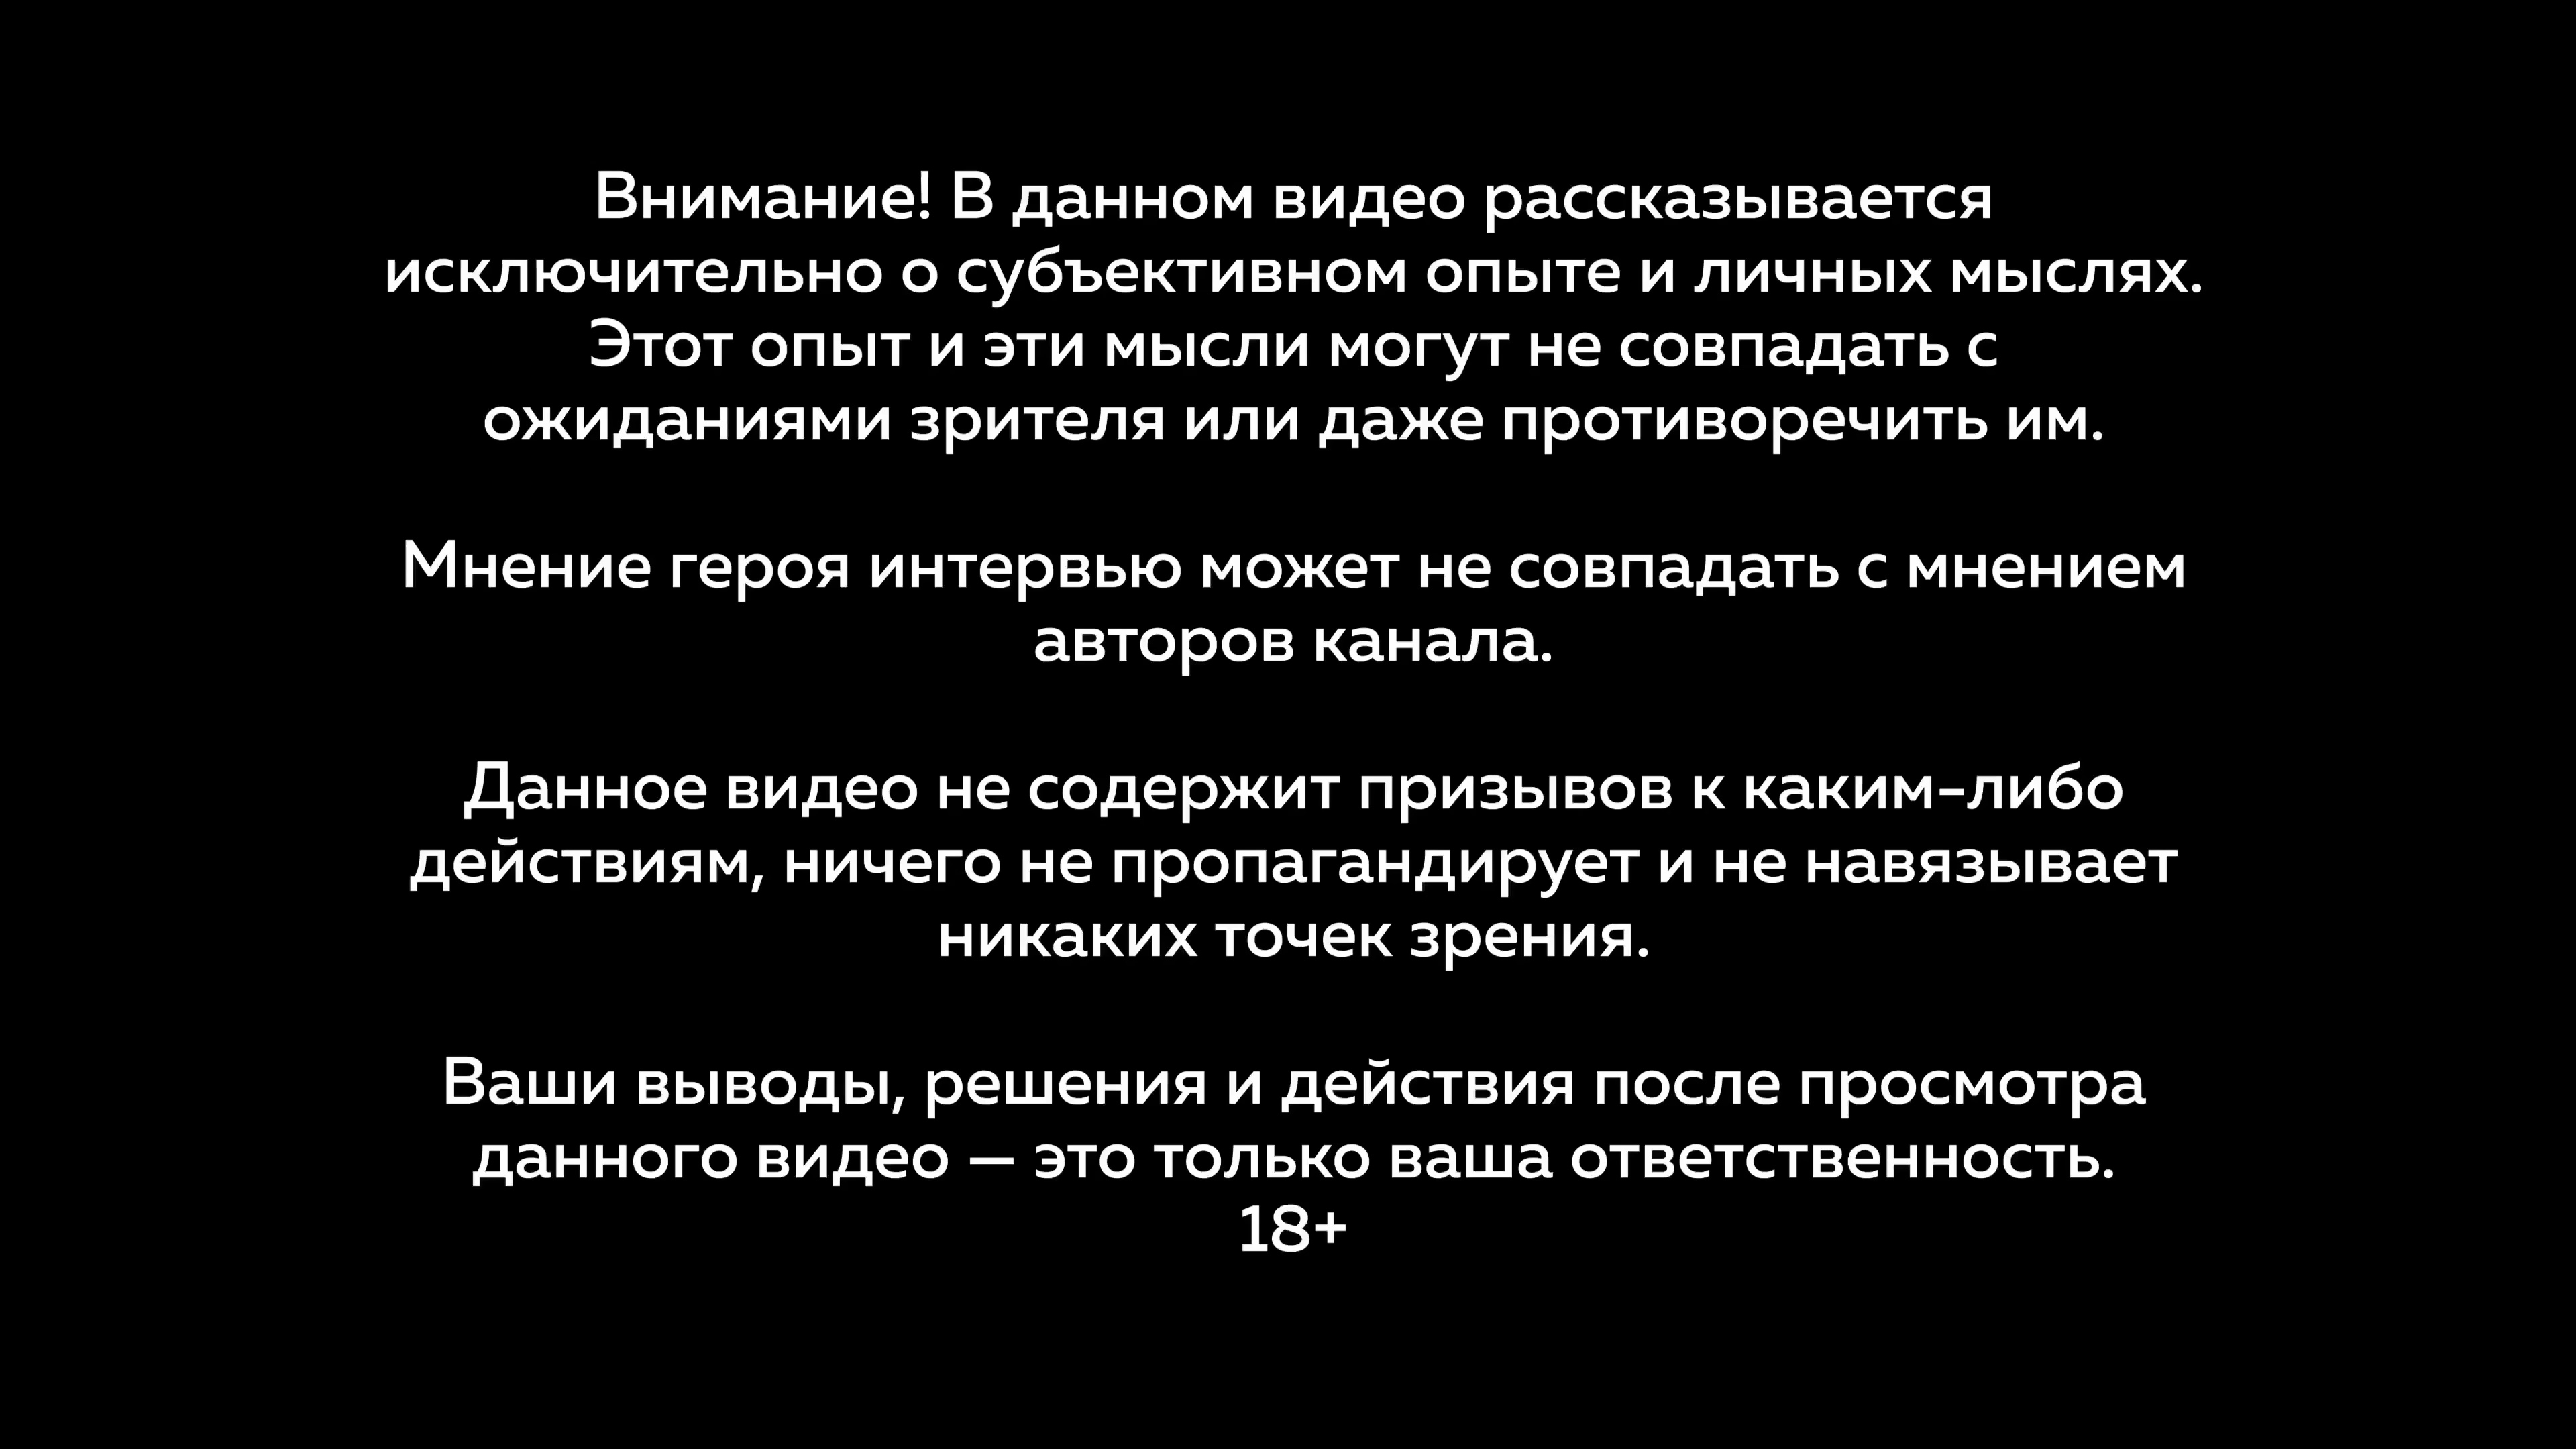 Внимание! В данном видео рассказывается
исключительно о субъективном опыте и личных мыслях.
Этот опыт и эти мысли могут не совпадать с
ожиданиями зрителя или даже противоречить им.
Мнение героя интервью может не совпадать с мнением
авторов канала.
Данное видео не содержит призывов к каким-либо
действиям, ничего не пропагандирует и не навязывает
никаких точек зрения.
Ваши выводы, решения и действия после просмотра
данного видео — это только ваша ответственность.
18+